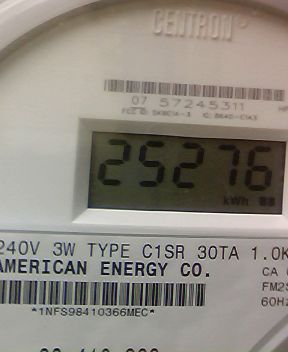 CENTRON
07 57245311
25276
kWh 88
240V 3W TYPE C1SR 30TA 1.0K
AMERICAN ENERGY CO.
CA
FM2S
60Hz
*1NFS98410366MEC*